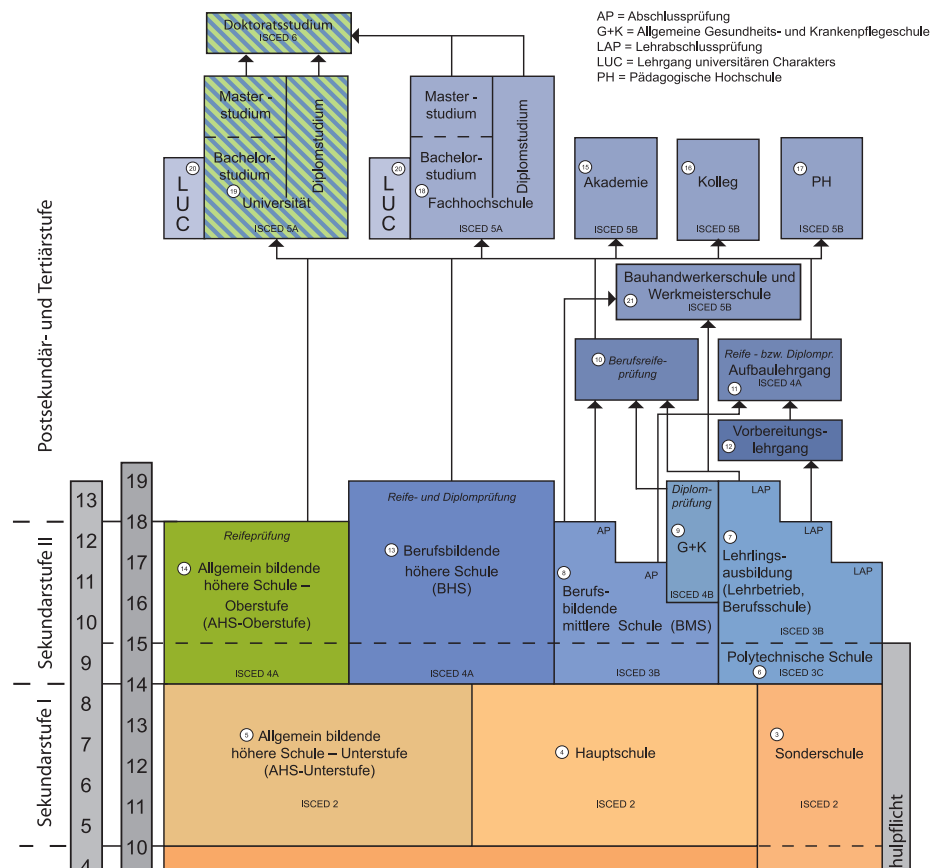 AP = Abschlussprüfung
G+K = Allgemeine Gesundheits- und Krankenpflegeschule
LAP = Lehrabschlussprüfung
LUC = Lehrgang universitären Charakters
PH = Pädagogische Hochschule
Doktoratsstudium
ISCED 6
Master-
studium
Bachelor-
studium
Diplomstudium
19
Universität
ISCED 5A
20
L
U
C
Master-
studium
Bachelor-
studium
Diplomstudium
18
Fachhochschule
ISCED 5A
20
L
U
C
15
Akademie
ISCED 5B
16
Kolleg
ISCED 5B
17
PH
ISCED 5B
Bauhandwerkerschule und
Werkmeisterschule
21
ISCED 5B
10
Berufsreife-
prüfung
Reife - bzw. Diplompr.
Aufbaulehrgang
11
ISCED 4A
Vorbereitungs-
12
lehrgang
Postsekundär- und Tertiärstufe
Sekundarstufe II
Sekundarstufe I
13
12
11
10
9
8
7
6
5
4
19
18
17
16
15
14
13
12
11
10
Reifeprüfung
14
Allgemein bildende
höhere Schule –
Oberstufe
(AHS-Oberstufe)
ISCED 4A
Reife- und Diplomprüfung
13
Berufsbildende
höhere Schule
(BHS)
ISCED 4A
AP
AP
8
Berufs-
bildende
mittlere Schule (BMS)
ISCED 3B
Diplom-
prüfung
9
G+K
ISCED 4B
LAP
LAP
LAP
7
Lehrlings-
ausbildung
(Lehrbetrieb,
Berufsschule)
ISCED 3B
Polytechnische Schule
6
ISCED 3C
5
Allgemein bildende
höhere Schule – Unterstufe
(AHS-Unterstufe)
ISCED 2
4
Hauptschule
ISCED 2
3
Sonderschule
ISCED 2
hulpflicht